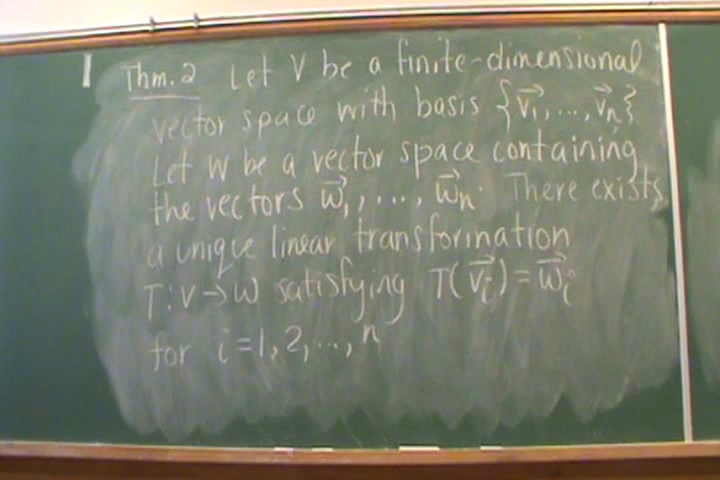 Thm. 2 Let V be a finite-dimensional
vector space with basis {v⃗₁, ..., v⃗ₙ}
Let W be a vector space containing
the vectors w⃗₁, ..., w⃗ₙ. There exists
a unique linear transformation
T: V → W satisfying T(v⃗ᵢ) = w⃗ᵢ
for i = 1, 2, ..., n